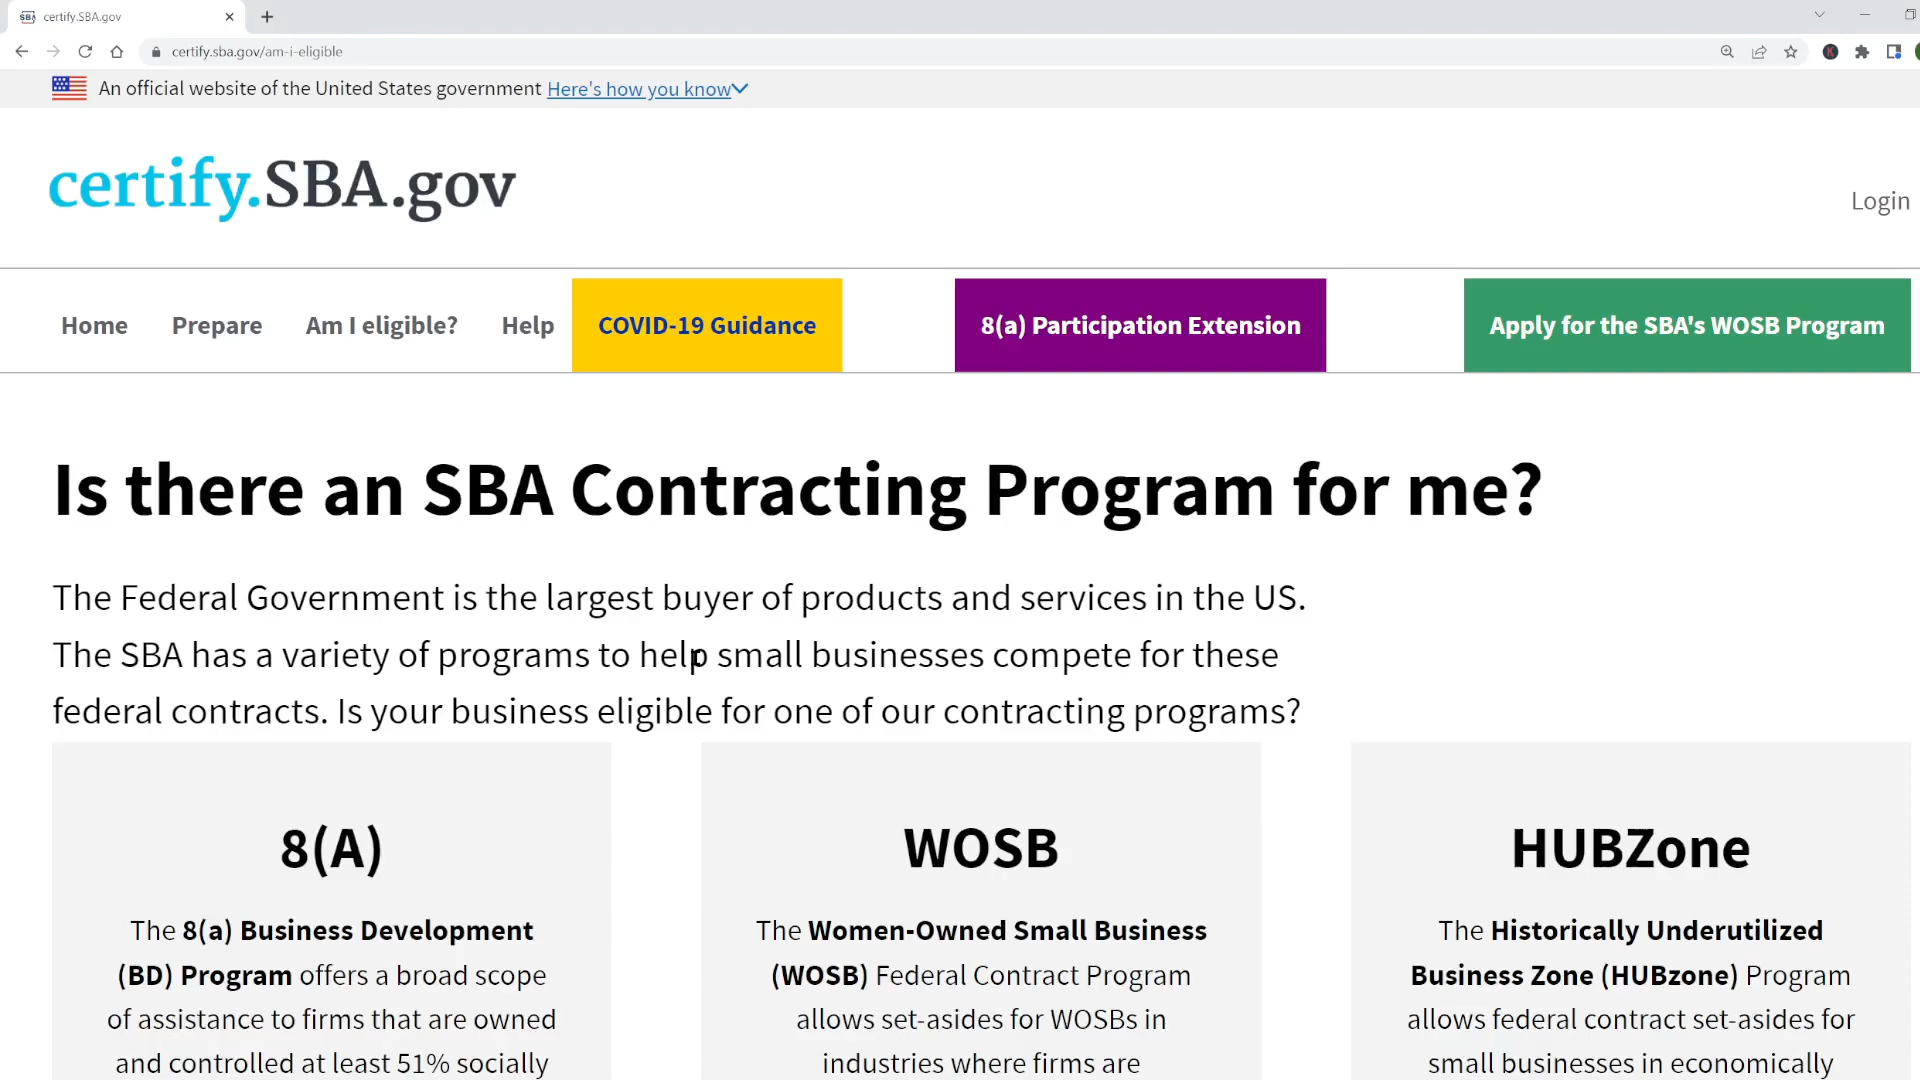 certify.SBA.gov
certify.sba.gov/am-i-eligible
An official website of the United States government Here's how you know
certify.SBA.gov
Login
Home Prepare Am I eligible? Help COVID-19 Guidance 8(a) Participation Extension Apply for the SBA's WOSB Program
Is there an SBA Contracting Program for me?
The Federal Government is the largest buyer of products and services in the US.
The SBA has a variety of programs to help small businesses compete for these
federal contracts. Is your business eligible for one of our contracting programs?
8(A)
The 8(a) Business Development
(BD) Program offers a broad scope
of assistance to firms that are owned
and controlled at least 51% socially
WOSB
The Women-Owned Small Business
(WOSB) Federal Contract Program
allows set-asides for WOSBs in
industries where firms are
HUBZone
The Historically Underutilized
Business Zone (HUBzone) Program
allows federal contract set-asides for
small businesses in economically